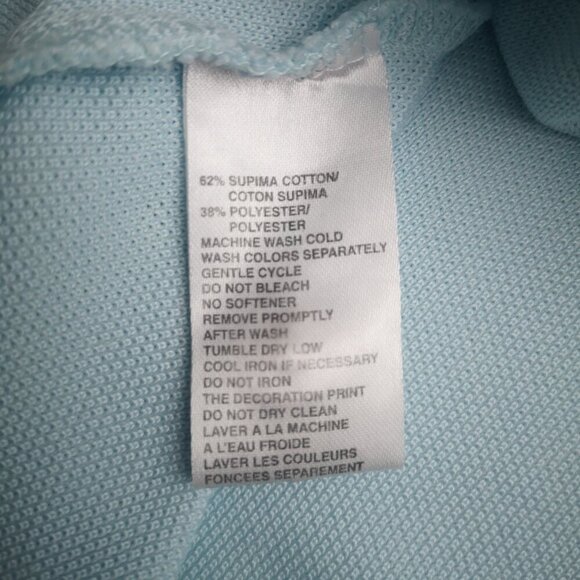 62% SUPIMA COTTON/
COTON SUPIMA
38% POLYESTER/
POLYESTER
MACHINE WASH COLD
WASH COLORS SEPARATELY
GENTLE CYCLE
DO NOT BLEACH
NO SOFTENER
REMOVE PROMPTLY
AFTER WASH
TUMBLE DRY LOW
COOL IRON IF NECESSARY
DO NOT IRON
THE DECORATION PRINT
DO NOT DRY CLEAN
LAVER A LA MACHINE
A L'EAU FROIDE
LAVER LES COULEURS
FONCEES SEPAREMENT